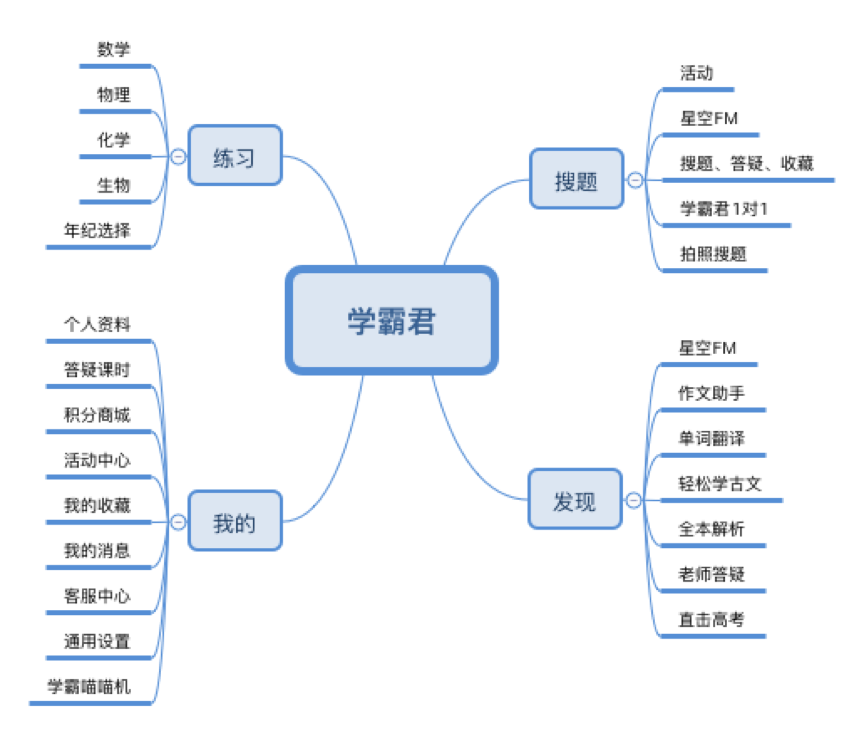 学霸君
练习
数学
物理
化学
生物
年纪选择
我的
个人资料
答疑课时
积分商城
活动中心
我的收藏
我的消息
客服中心
通用设置
学霸喵喵机
搜题
活动
星空FM
搜题、答疑、收藏
学霸君1对1
拍照搜题
发现
星空FM
作文助手
单词翻译
轻松学古文
全本解析
老师答疑
直击高考